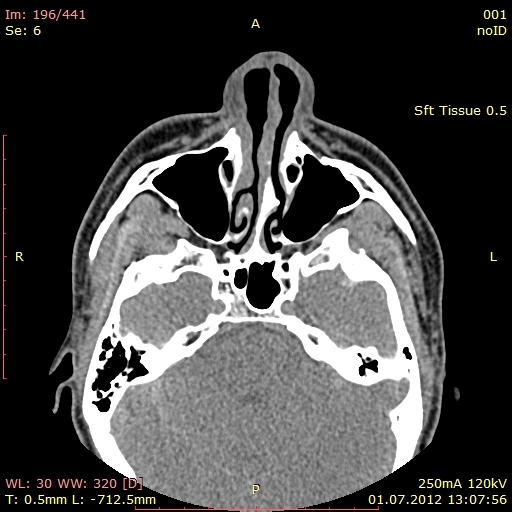 Im: 196/441
Se: 6
A
001
noID
Sft Tissue 0.5
R
L
WL: 30 WW: 320 [D]
T: 0.5mm L: -712.5mm
P
250mA 120kV
01.07.2012 13:07:56